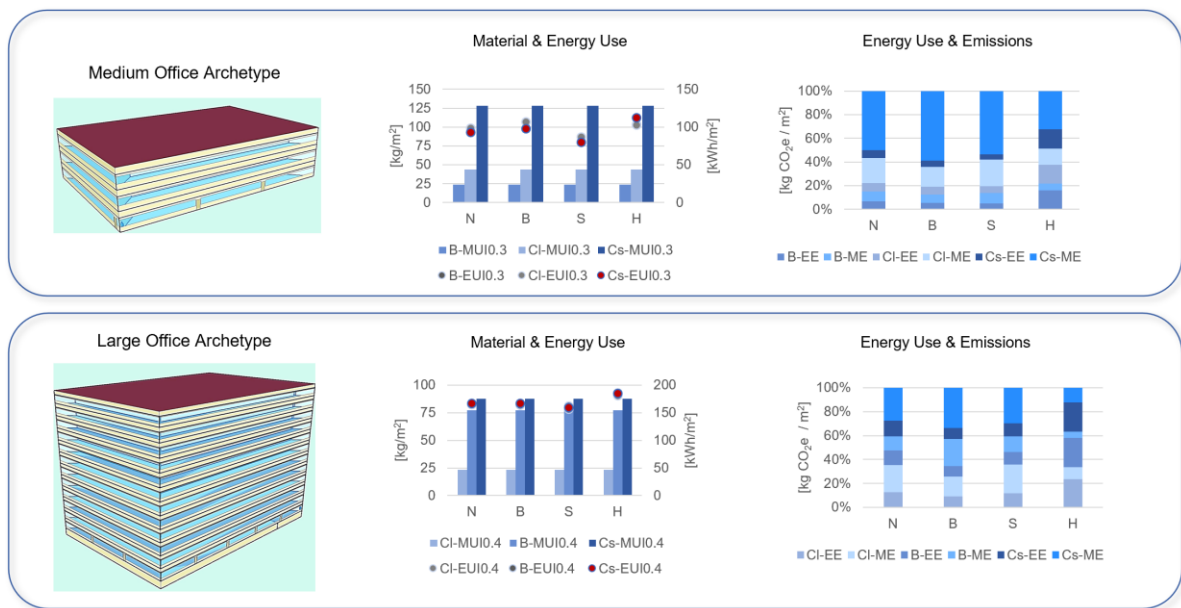 Medium Office Archetype
Material & Energy Use
[kg/m²]
150
125
100
75
50
25
0
150
100
50
0
[kWh/m²]
N B S H
B-MUI0.3 Cl-MUI0.3 Cs-MUI0.3
B-EUI0.3 Cl-EUI0.3 Cs-EUI0.3
Energy Use & Emissions
[kg CO₂e / m²]
100%
80%
60%
40%
20%
0%
N B S H
B-EE B-ME Cl-EE Cl-ME Cs-EE Cs-ME
Large Office Archetype
Material & Energy Use
[kg/m²]
100
75
50
25
0
200
150
100
50
0
[kWh/m²]
N B S H
Cl-MUI0.4 B-MUI0.4 Cs-MUI0.4
Cl-EUI0.4 B-EUI0.4 Cs-EUI0.4
Energy Use & Emissions
[kg CO₂e / m²]
100%
80%
60%
40%
20%
0%
N B S H
Cl-EE Cl-ME B-EE B-ME Cs-EE Cs-ME